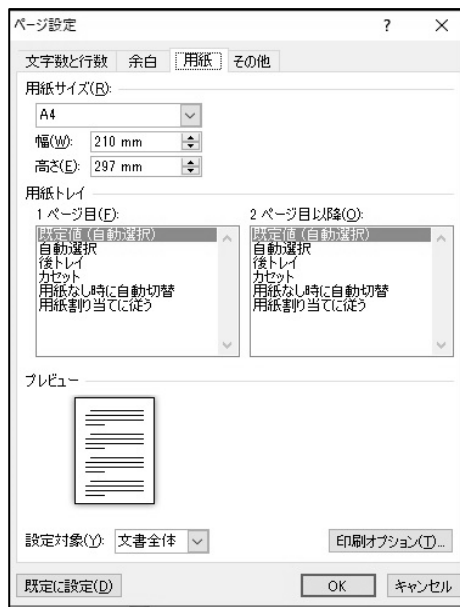 ページ設定 ? ×
文字数と行数 余白 用紙 その他
用紙サイズ(R):
A4
幅(W): 210 mm
高さ(E): 297 mm
用紙トレイ
1 ページ目(F): 2 ページ目以降(O):
既定値 (自動選択) 既定値 (自動選択)
自動選択 自動選択
後トレイ 後トレイ
カセット カセット
用紙なし時に自動切替 用紙なし時に自動切替
用紙割り当てに従う 用紙割り当てに従う
プレビュー
設定対象(Y): 文書全体 印刷オプション(T)...
既定に設定(D) OK キャンセル